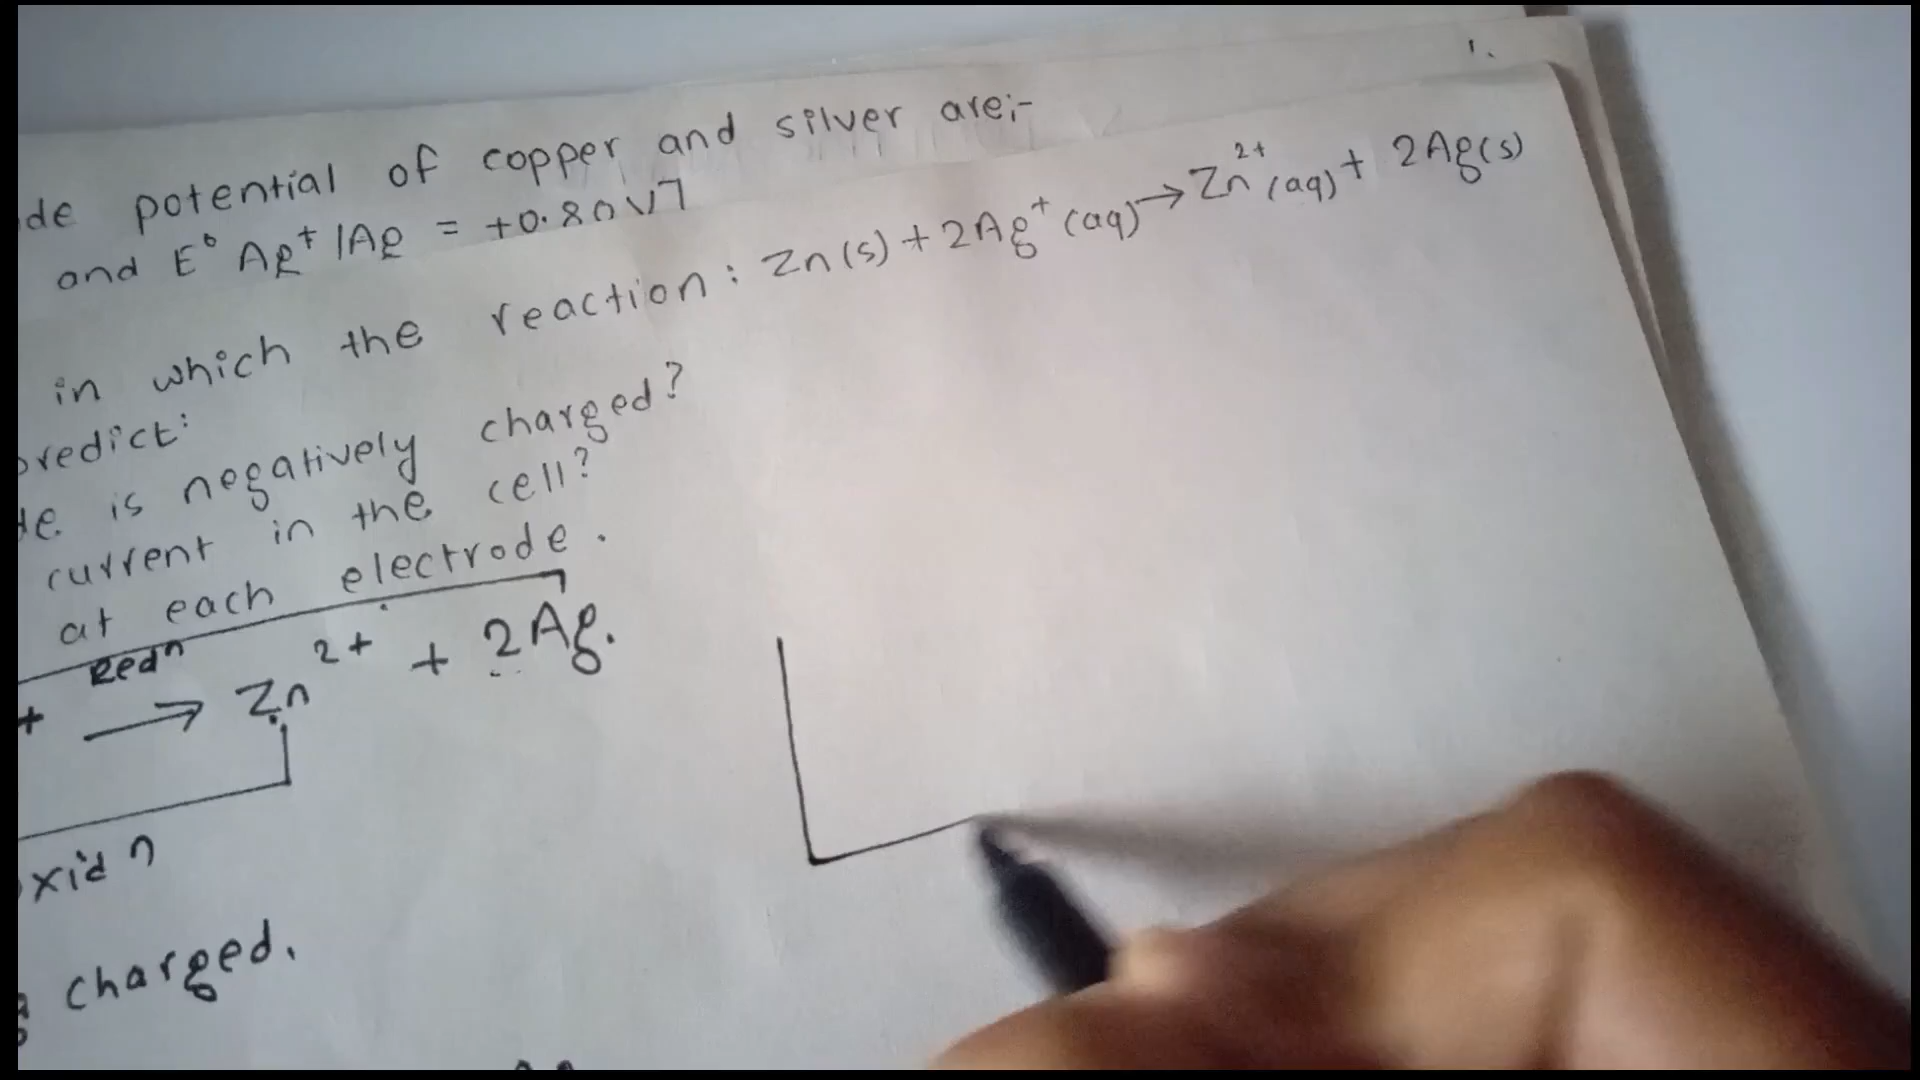 1.
de potential of copper and silver are;-
and E° Ag⁺ / Ag = +0.80V]
in which the reaction : Zn(s) + 2Ag⁺ (aq) → Zn²⁺ (aq) + 2Ag(s)
predict:
de is negatively charged?
current in the cell?
at each electrode.
Redⁿ
+ → Zn²⁺ + 2Ag.
oxidⁿ
charged.